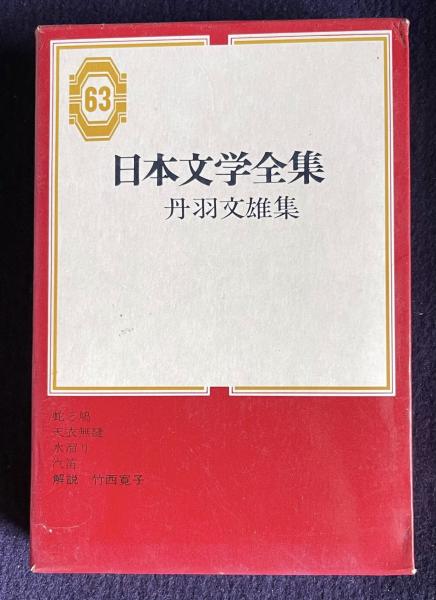 63
日本文学全集
丹羽文雄集
蛇と鳩
天衣無縫
水溜り
汽笛
解説 竹西寛子